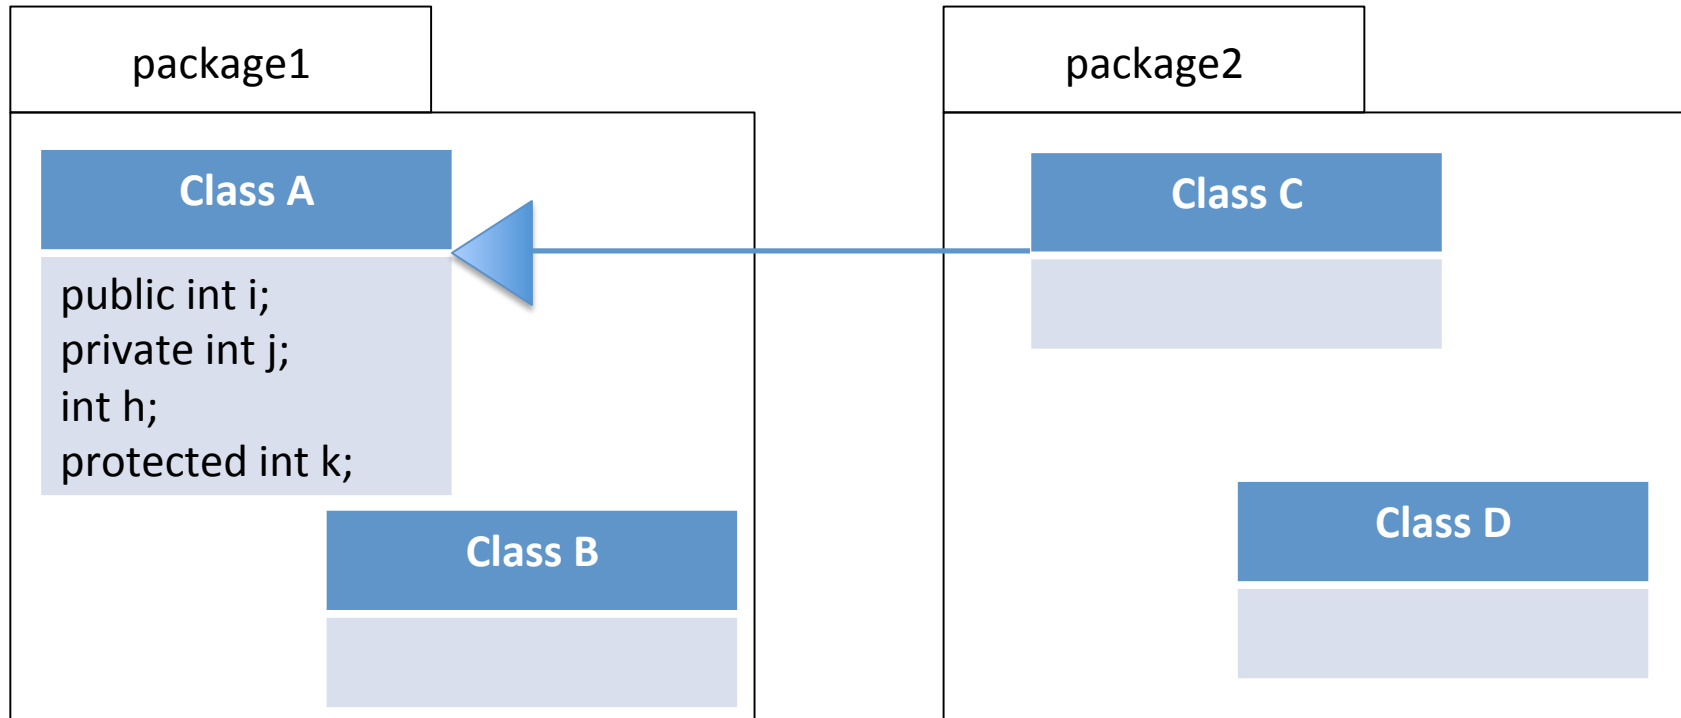 package1
package2
Class A
public int i;
private int j;
int h;
protected int k;
Class B
Class C
Class D